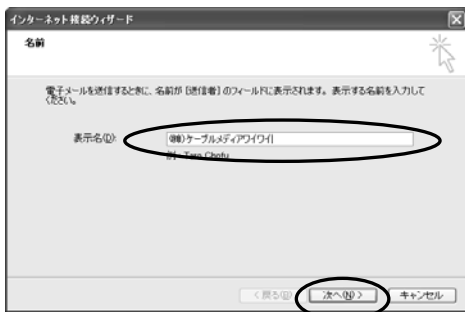 インターネット接続ウィザード
名前
電子メールを送信するときに、名前が [送信者] のフィールドに表示されます。表示する名前を入力して
ください。
表示名(D):
(株)ケーブルメディアワイワイ
例 : Taro Chofu
< 戻る(B)
次へ(N) >
キャンセル